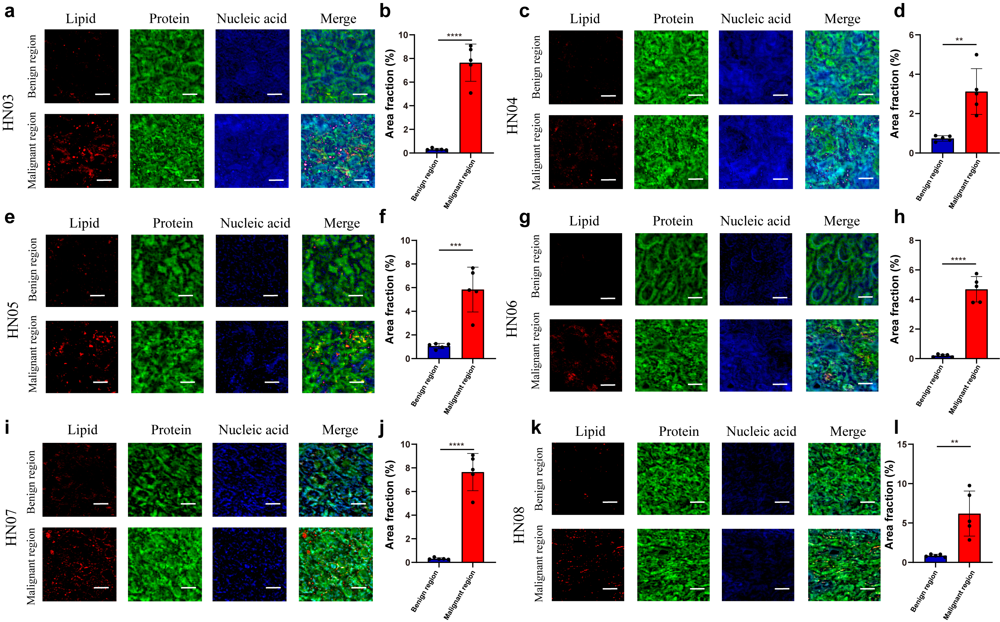 a
Lipid
Protein
Nucleic acid
Merge
HN03
Benign region
Malignant region
b
****
Area fraction (%)
10
8
6
4
2
0
Benign region
Malignant region
c
Lipid
Protein
Nucleic acid
Merge
HN04
Benign region
Malignant region
d
**
Area fraction (%)
6
4
2
0
Benign region
Malignant region
e
Lipid
Protein
Nucleic acid
Merge
HN05
Benign region
Malignant region
f
***
Area fraction (%)
10
8
6
4
2
0
Benign region
Malignant region
g
Lipid
Protein
Nucleic acid
Merge
HN06
Benign region
Malignant region
h
****
Area fraction (%)
8
6
4
2
0
Benign region
Malignant region
i
Lipid
Protein
Nucleic acid
Merge
HN07
Benign region
Malignant region
j
****
Area fraction (%)
10
8
6
4
2
0
Benign region
Malignant region
k
Lipid
Protein
Nucleic acid
Merge
HN08
Benign region
Malignant region
l
**
Area fraction (%)
15
10
5
0
Benign region
Malignant region